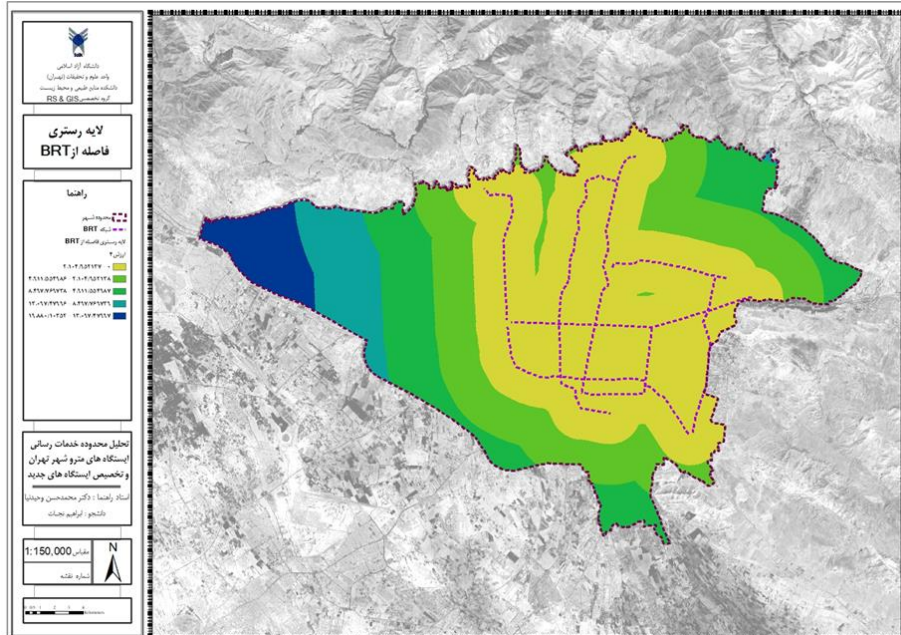 دانشگاه آزاد اسلامی
واحد علوم و تحقیقات (تهران)
دانشکده منابع طبیعی و محیط زیست
گروه تخصصی RS & GIS
لایه رستری
فاصله از BRT
راهنما
محدوده شهر
شبکه BRT
لایه رستری فاصله از BRT
ارزش
تحلیل محدوده خدمات رسانی
ایستگاه های مترو شهر تهران
و تخصیص ایستگاه های جدید
استاد راهنما : دکتر محمدحسن وحیدنیا
دانشجو : ابراهیم نجات
مقیاس 1:150,000
N
شماره نقشه